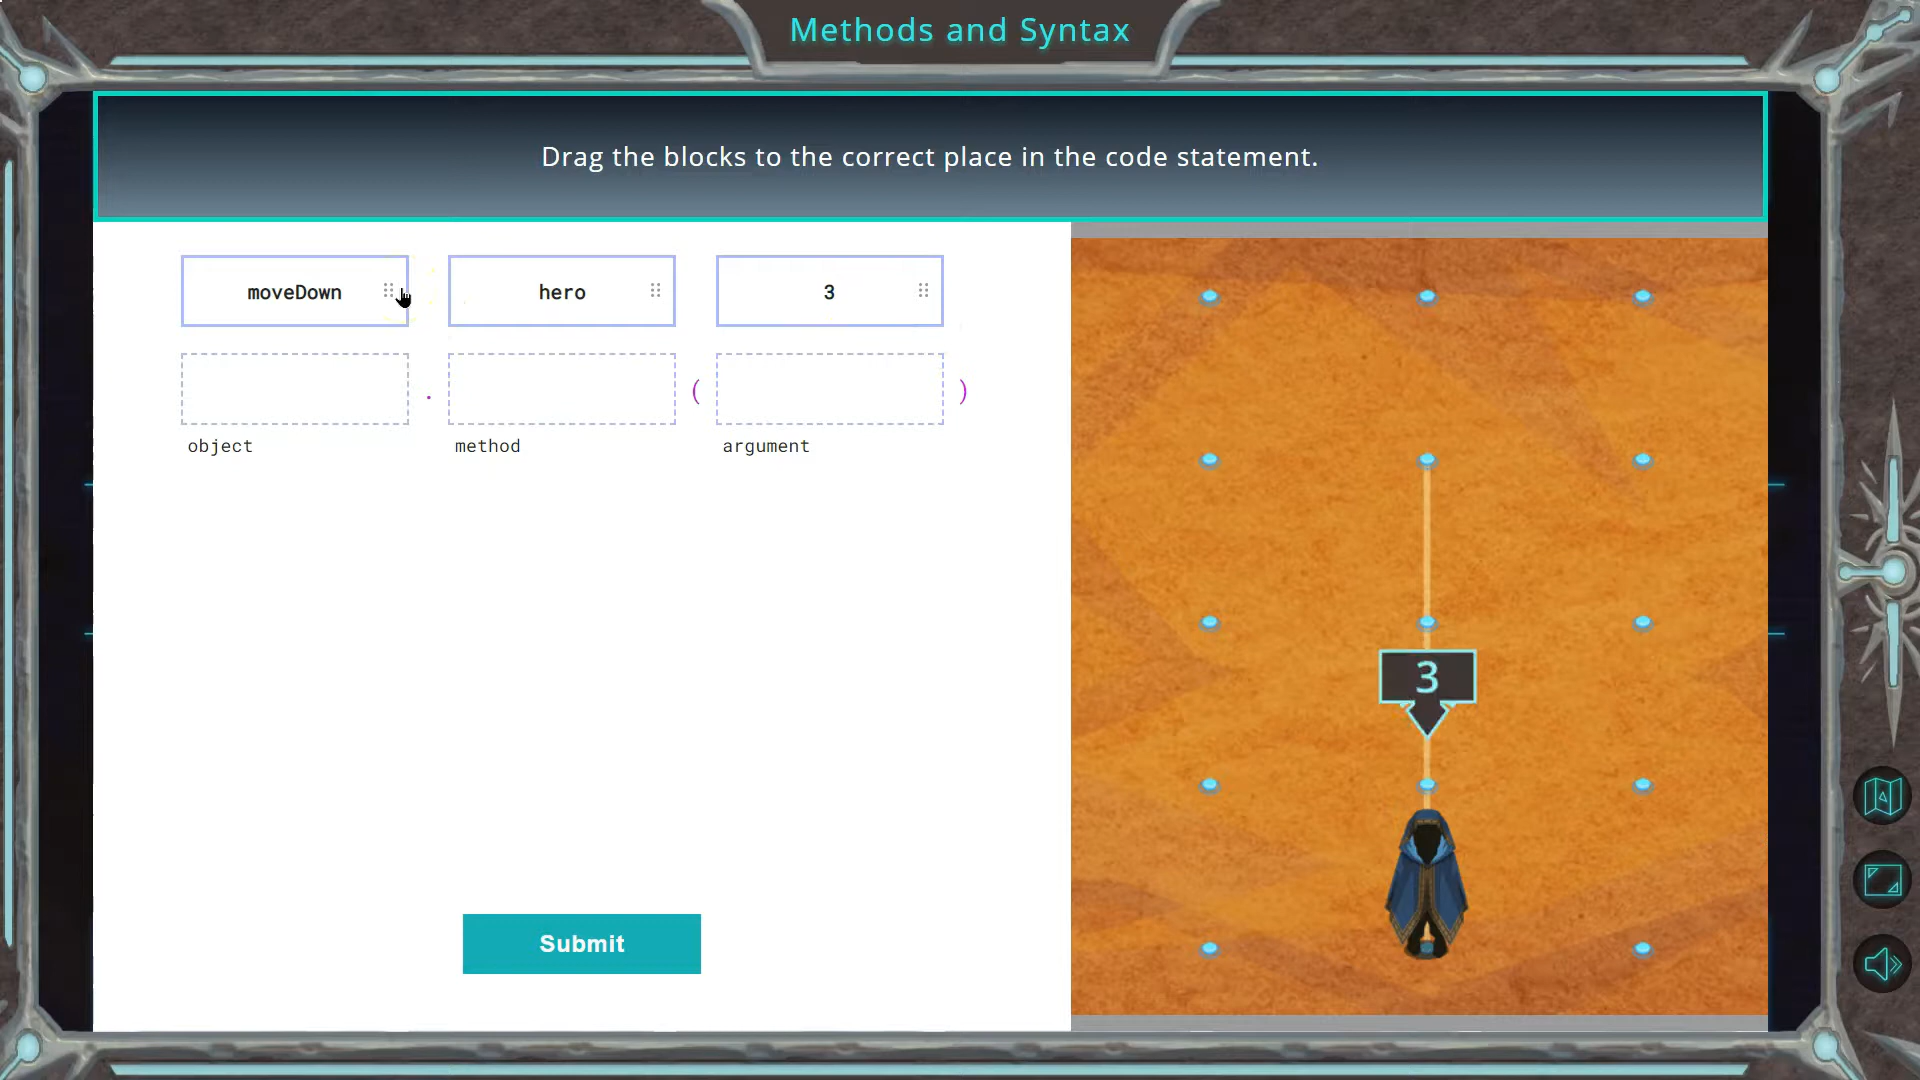 Methods and Syntax
Drag the blocks to the correct place in the code statement.
moveDown hero 3
. ( )
object method argument
3
Submit